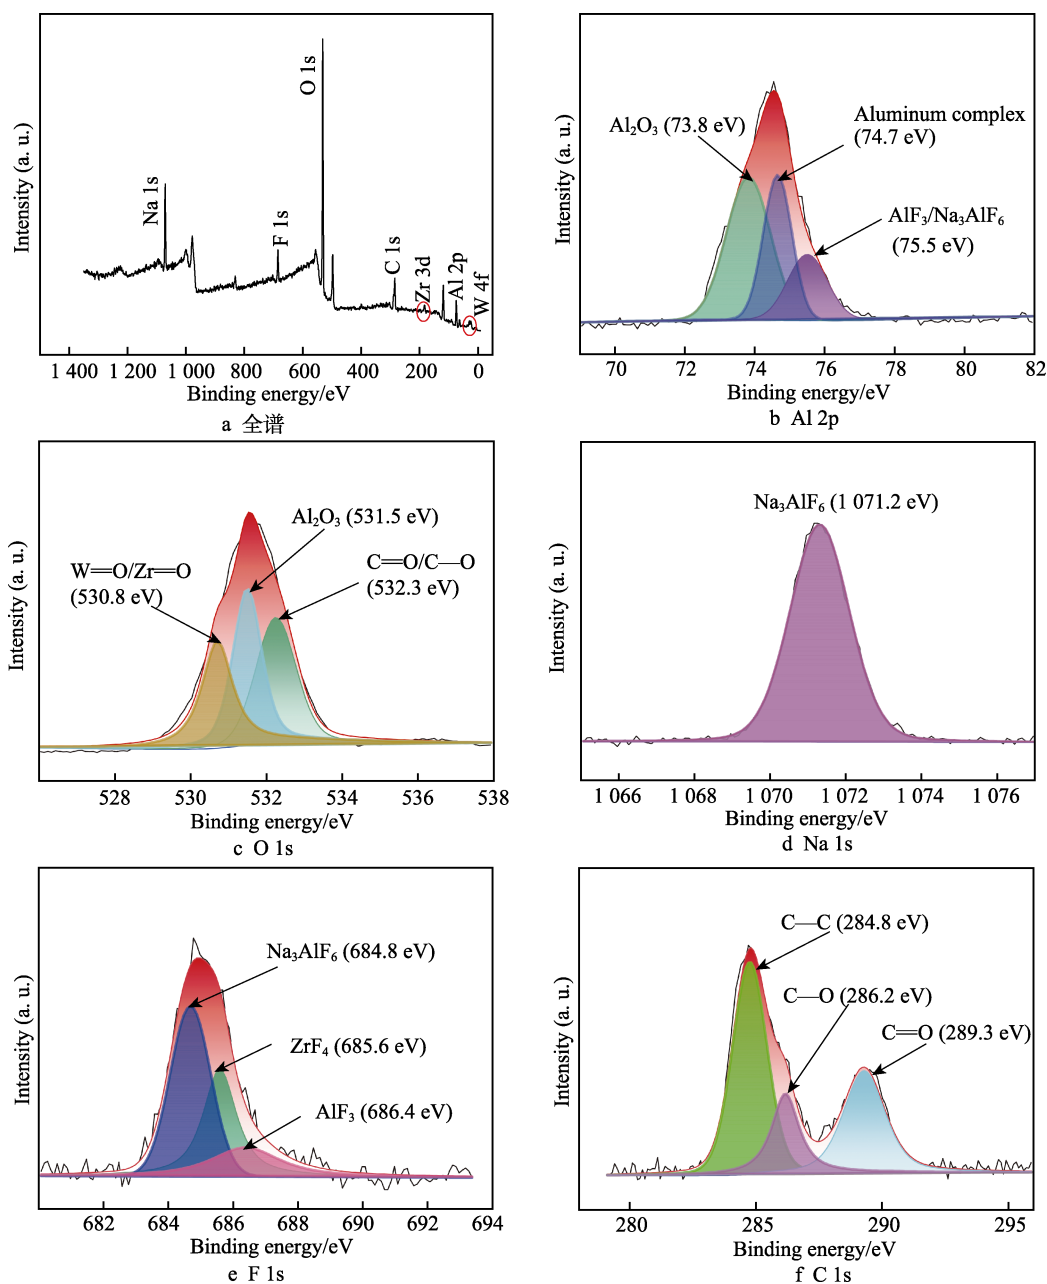 Intensity (a. u.)
Na 1s
F 1s
O 1s
C 1s
Zr 3d
Al 2p
W 4f
1 400 1 200 1 000 800 600 400 200 0
Binding energy/eV
a 全谱
Intensity (a. u.)
Al₂O₃ (73.8 eV)
Aluminum complex
(74.7 eV)
AlF₃/Na₃AlF₆
(75.5 eV)
70 72 74 76 78 80 82
Binding energy/eV
b Al 2p
Intensity (a. u.)
Al₂O₃ (531.5 eV)
W═O/Zr═O
(530.8 eV)
C═O/C—O
(532.3 eV)
528 530 532 534 536 538
Binding energy/eV
c O 1s
Intensity (a. u.)
Na₃AlF₆ (1 071.2 eV)
1 066 1 068 1 070 1 072 1 074 1 076
Binding energy/eV
d Na 1s
Intensity (a. u.)
Na₃AlF₆ (684.8 eV)
ZrF₄ (685.6 eV)
AlF₃ (686.4 eV)
682 684 686 688 690 692 694
Binding energy/eV
e F 1s
Intensity (a. u.)
C—C (284.8 eV)
C—O (286.2 eV)
C═O (289.3 eV)
280 285 290 295
Binding energy/eV
f C 1s